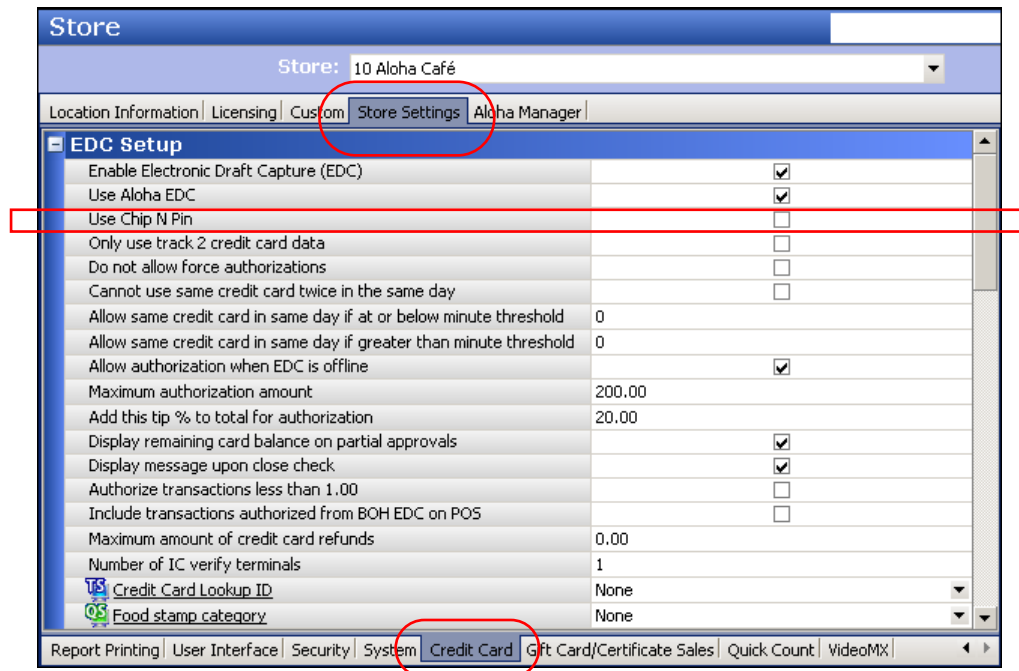 Store
Store: 10 Aloha Café
Location Information Licensing Custom Store Settings Aloha Manager
EDC Setup
Enable Electronic Draft Capture (EDC)
Use Aloha EDC
Use Chip N Pin
Only use track 2 credit card data
Do not allow force authorizations
Cannot use same credit card twice in the same day
Allow same credit card in same day if at or below minute threshold 0
Allow same credit card in same day if greater than minute threshold 0
Allow authorization when EDC is offline
Maximum authorization amount 200.00
Add this tip % to total for authorization 20.00
Display remaining card balance on partial approvals
Display message upon close check
Authorize transactions less than 1.00
Include transactions authorized from BOH EDC on POS
Maximum amount of credit card refunds 0.00
Number of IC verify terminals 1
TS Credit Card Lookup ID None
QS Food stamp category None
Report Printing User Interface Security System Credit Card Gift Card/Certificate Sales Quick Count VideoMX